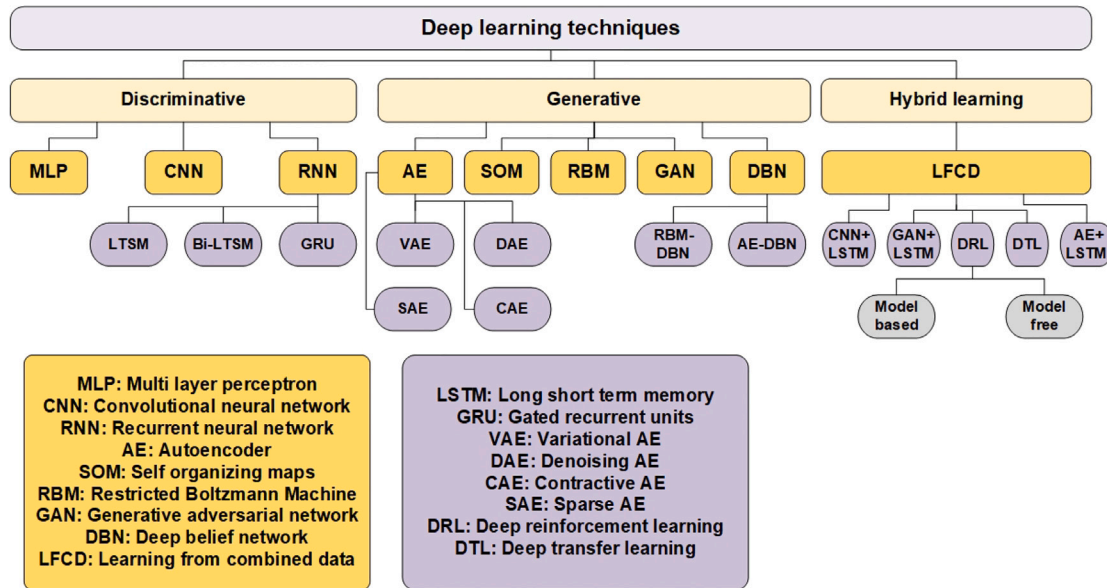 Deep learning techniques
Discriminative
Generative
Hybrid learning
MLP
CNN
RNN
AE
SOM
RBM
GAN
DBN
LFCD
LTSM
Bi-LTSM
GRU
VAE
DAE
RBM-
DBN
AE-DBN
CNN+
LSTM
GAN+
LSTM
DRL
DTL
AE+
LSTM
SAE
CAE
Model
based
Model
free
MLP: Multi layer perceptron
CNN: Convolutional neural network
RNN: Recurrent neural network
AE: Autoencoder
SOM: Self organizing maps
RBM: Restricted Boltzmann Machine
GAN: Generative adversarial network
DBN: Deep belief network
LFCD: Learning from combined data
LSTM: Long short term memory
GRU: Gated recurrent units
VAE: Variational AE
DAE: Denoising AE
CAE: Contractive AE
SAE: Sparse AE
DRL: Deep reinforcement learning
DTL: Deep transfer learning